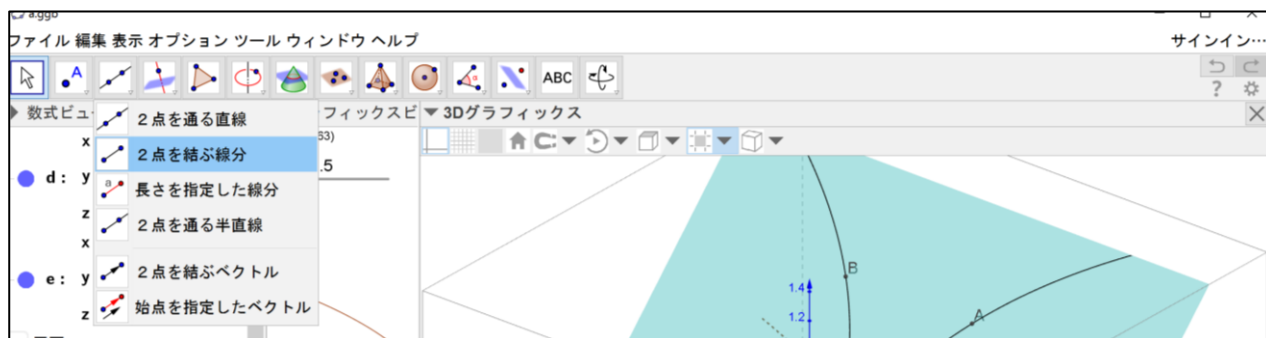 a.ggb
ファイル 編集 表示 オプション ツール ウィンドウ ヘルプ
サインイン…
A
a
ABC
数式ビュー
フィックスビ
3Dグラフィックス
2点を通る直線
2点を結ぶ線分
a
長さを指定した線分
2点を通る半直線
2点を結ぶベクトル
始点を指定したベクトル
63)
.5
x
d: y
z
x
e: y
z
B
A
1.4
1.2